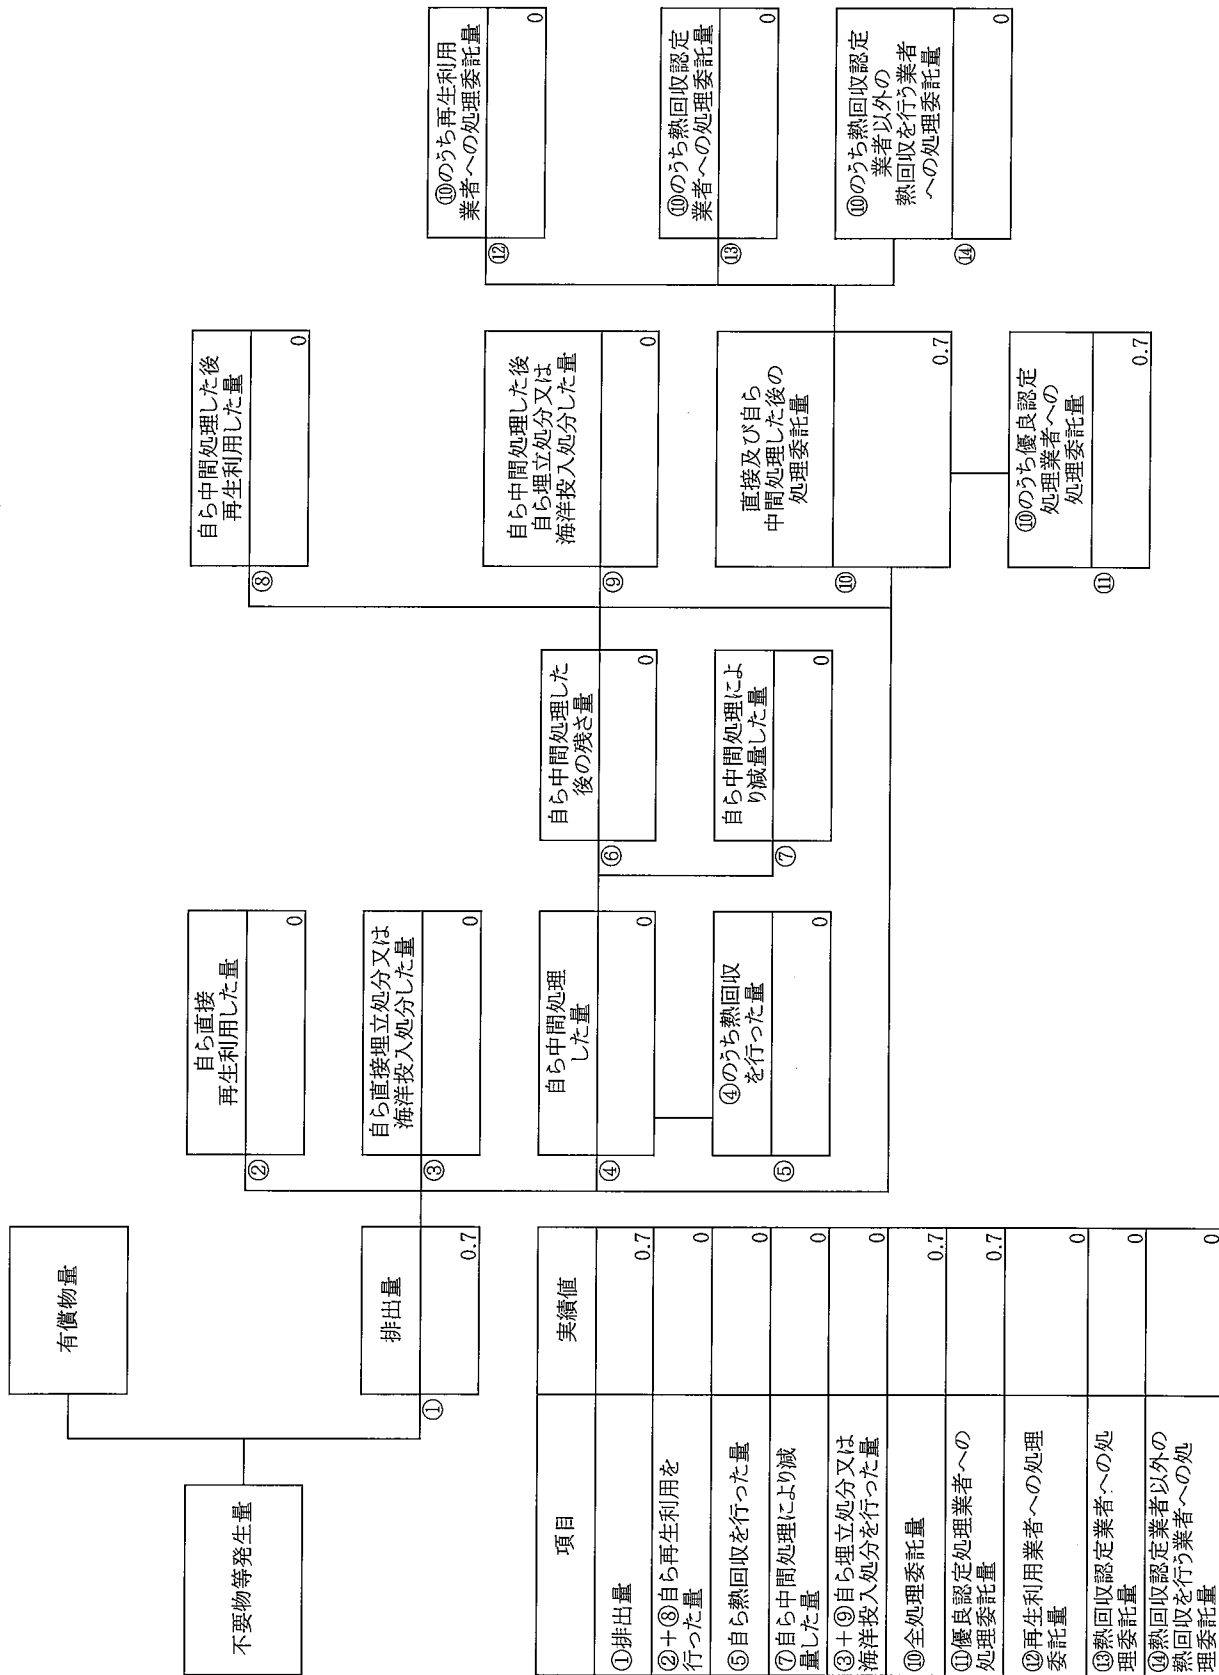 不要物等発生量
有償物量
①
排出量
0.7
②
自ら直接
再生利用した量
0
③
自ら直接埋立処分又は
海洋投入処分した量
0
④
自ら中間処理
した量
0
⑤
④のうち熱回収
を行った量
0
⑥
自ら中間処理した
後の残さ量
0
⑦
自ら中間処理によ
り減量した量
0
⑧
自ら中間処理した後
再生利用した量
0
⑨
自ら中間処理した後
自ら埋立処分又は
海洋投入処分した量
0
⑩
直接及び自ら
中間処理した後の
処理委託量
0.7
⑪
⑩のうち優良認定
処理業者への
処理委託量
0.7
⑫
⑩のうち再生利用
業者への処理委託量
0
⑬
⑩のうち熱回収認定
業者への処理委託量
0
⑭
⑩のうち熱回収認定
業者以外の
熱回収を行う業者
への処理委託量
0
項目 実績値
①排出量 0.7
②+⑧自ら再生利用を
行った量 0
⑤自ら熱回収を行った量 0
⑦自ら中間処理により減
量した量 0
③+⑨自ら埋立処分又は
海洋投入処分を行った量 0
⑩全処理委託量 0.7
⑪優良認定処理業者への
処理委託量 0.7
⑫再生利用業者への処理
委託量 0
⑬熱回収認定業者への処
理委託量 0
⑭熱回収認定業者以外の
熱回収を行う業者への処
理委託量 0